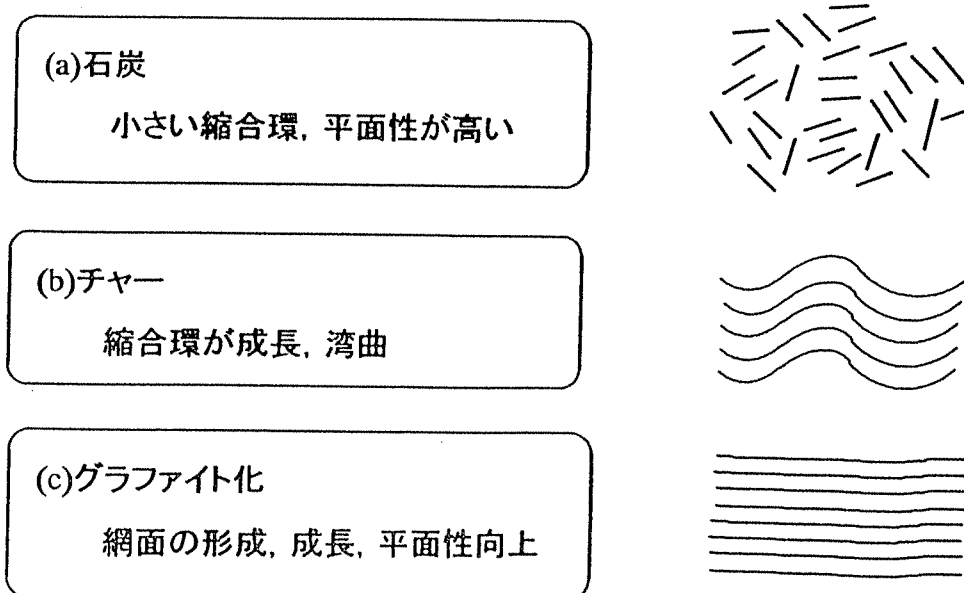 (a)石炭
小さい縮合環, 平面性が高い
(b)チャー
縮合環が成長, 湾曲
(c)グラファイト化
網面の形成, 成長, 平面性向上